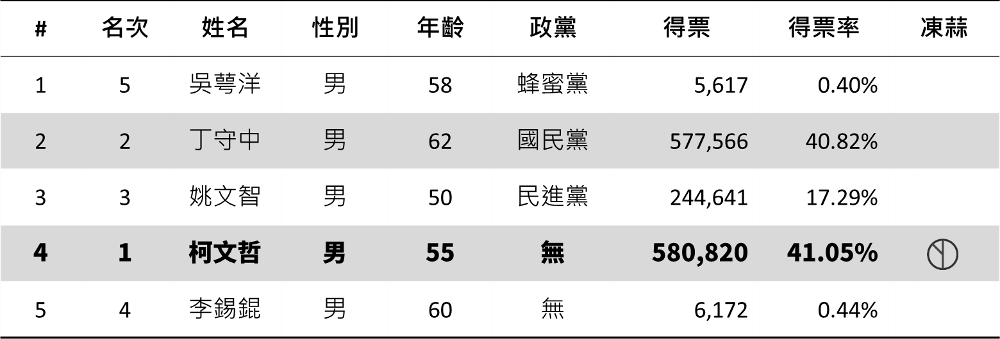 # 名次 姓名 性別 年齡 政黨 得票 得票率 凍蒜
1 5 吳萼洋 男 58 蜂蜜黨 5,617 0.40%
2 2 丁守中 男 62 國民黨 577,566 40.82%
3 3 姚文智 男 50 民進黨 244,641 17.29%
4 1 柯文哲 男 55 無 580,820 41.05%
5 4 李錫錕 男 60 無 6,172 0.44%